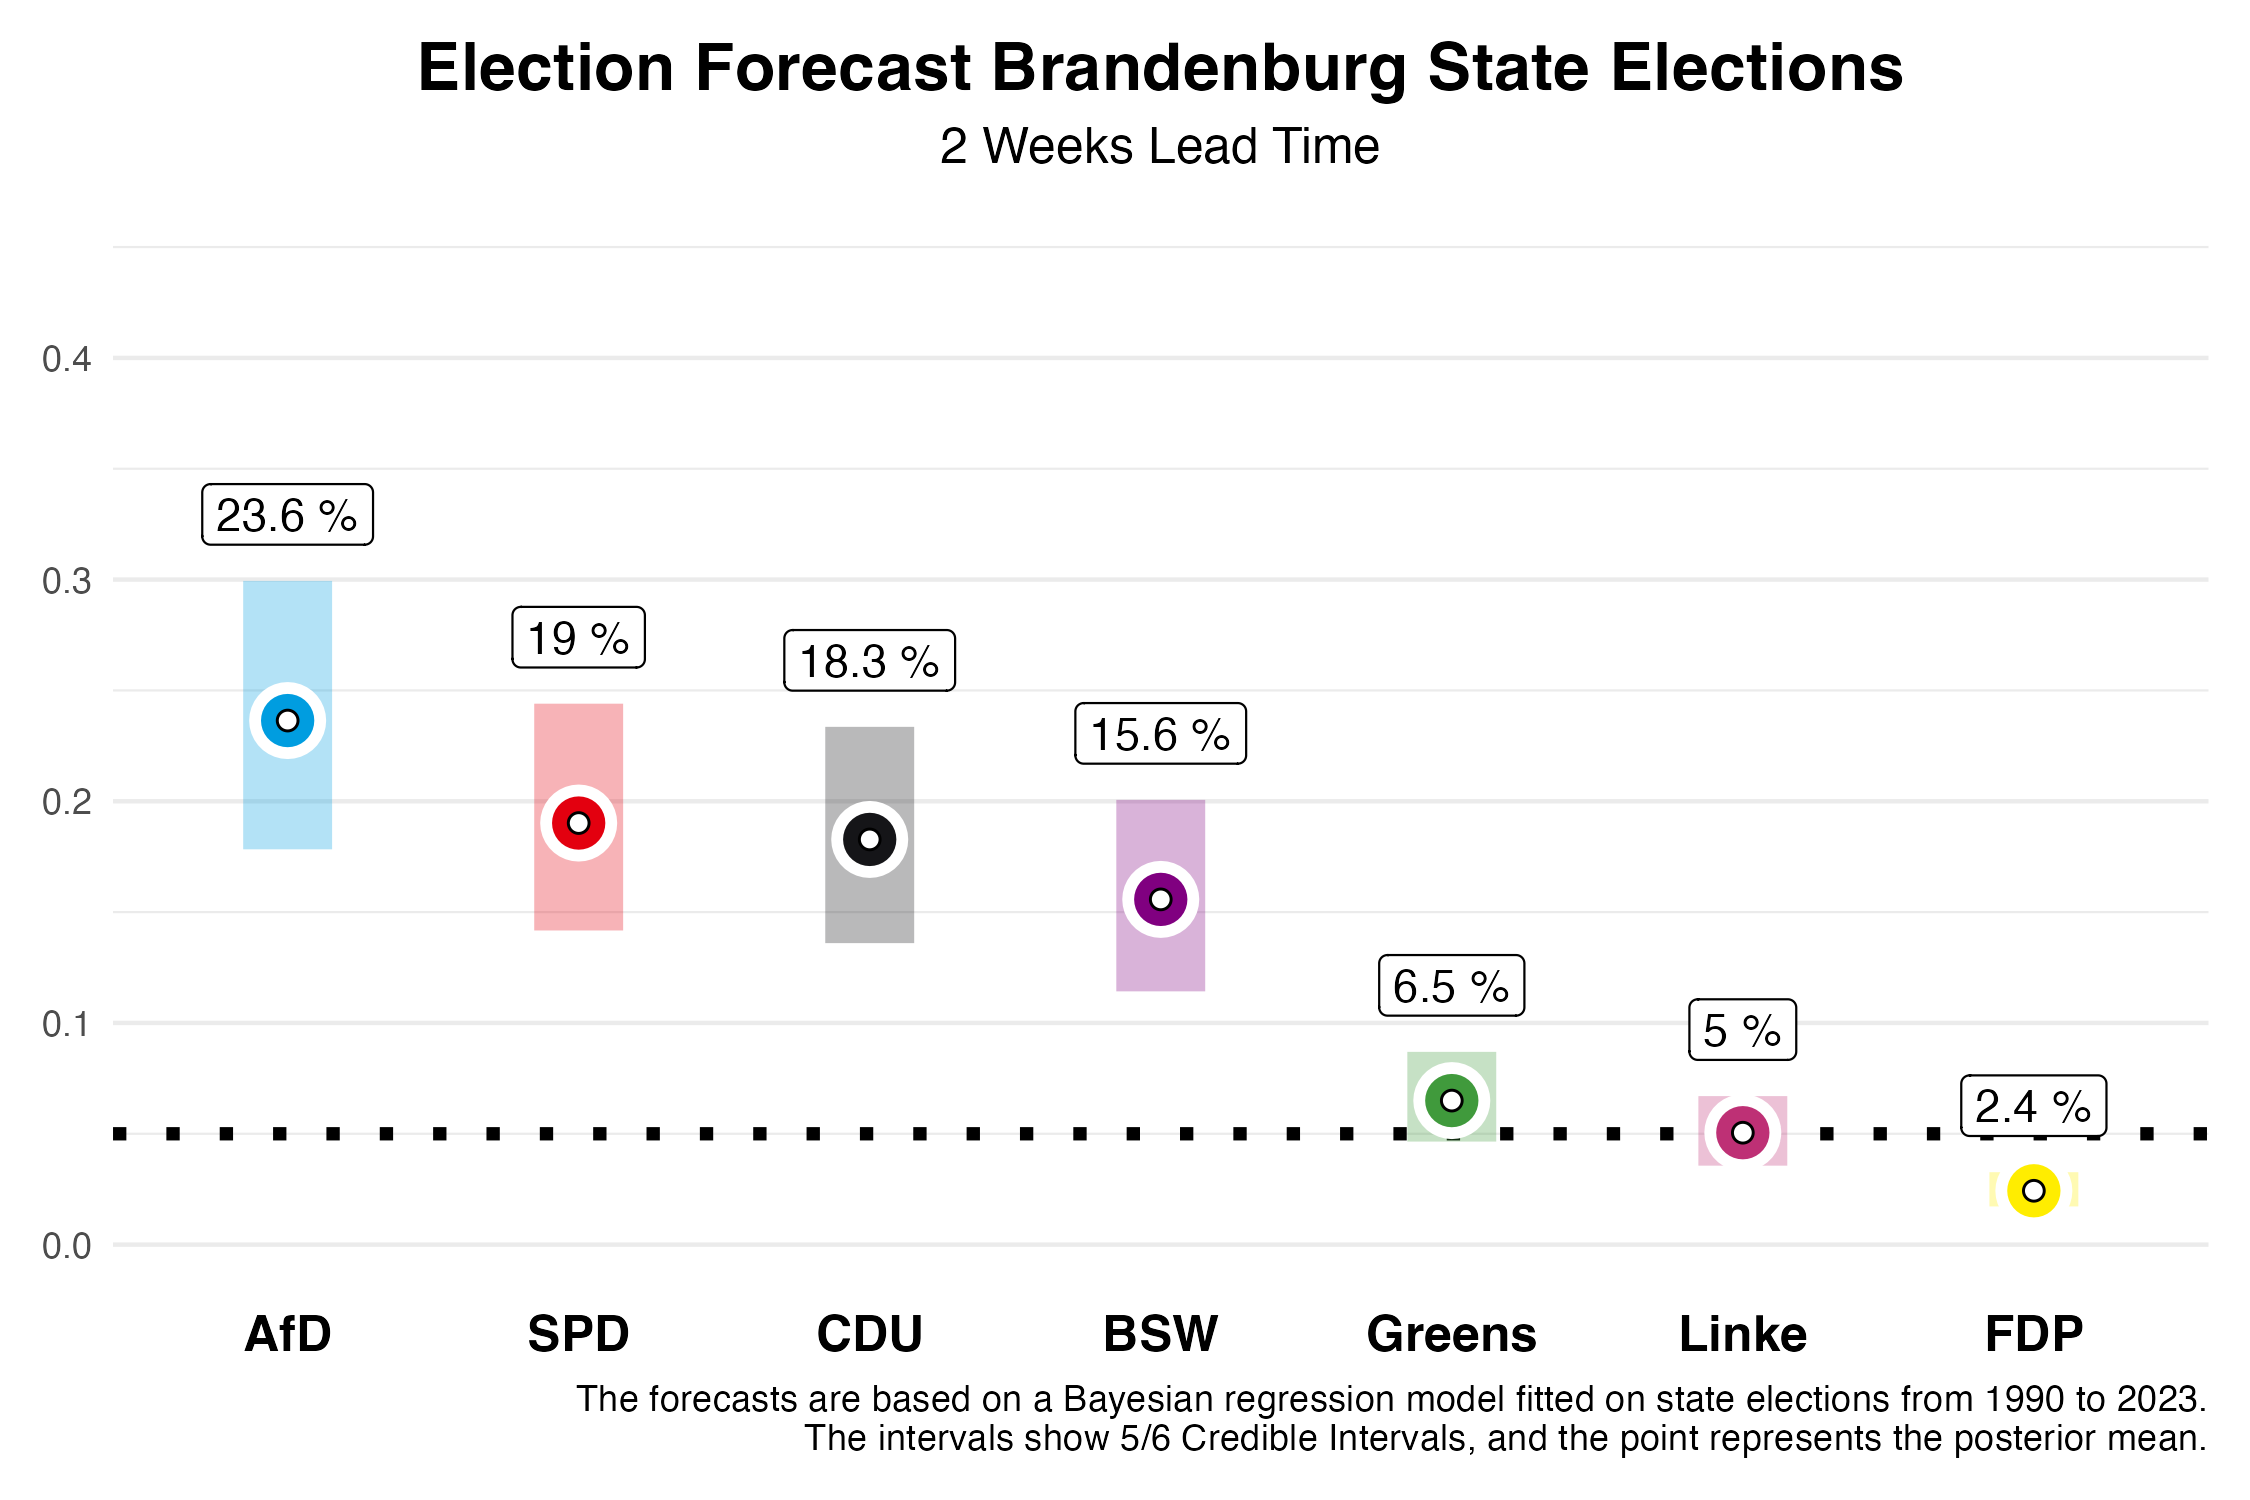 Election Forecast Brandenburg State Elections
2 Weeks Lead Time
0.4
0.3
0.2
0.1
0.0
23.6 %
19 %
18.3 %
15.6 %
6.5 %
5 %
2.4 %
AfD
SPD
CDU
BSW
Greens
Linke
FDP
The forecasts are based on a Bayesian regression model fitted on state elections from 1990 to 2023.
The intervals show 5/6 Credible Intervals, and the point represents the posterior mean.